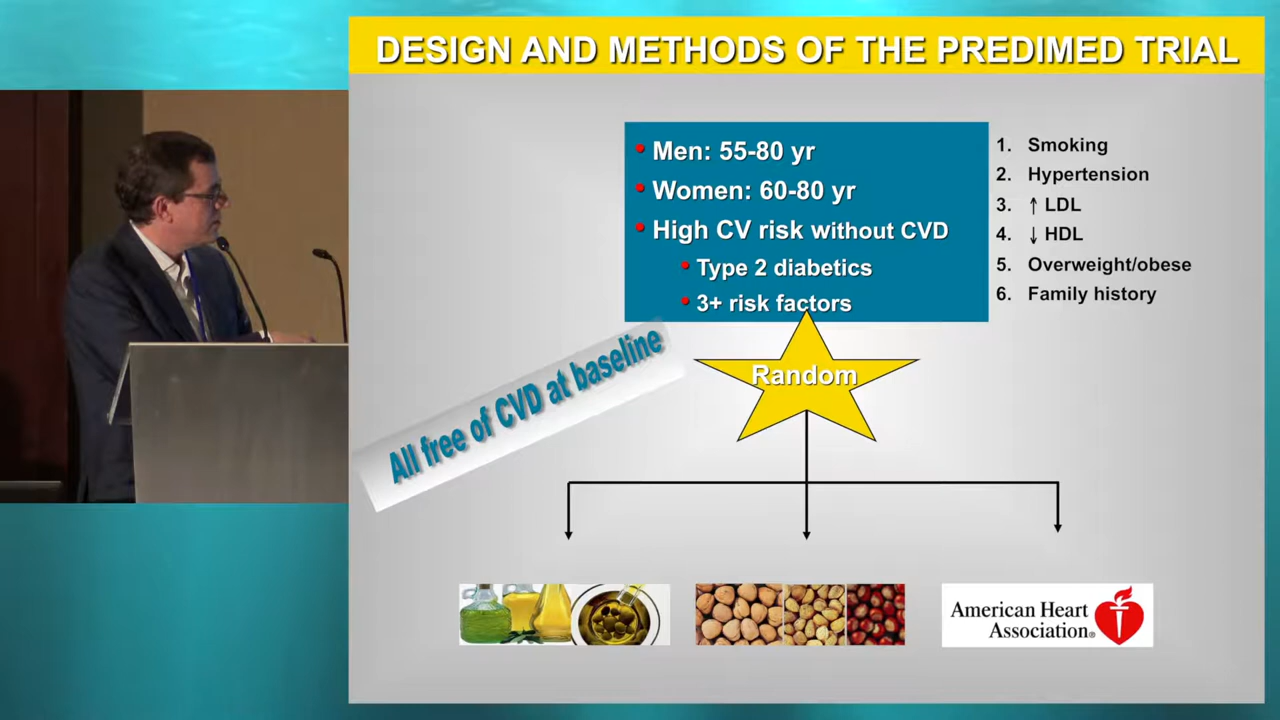 DESIGN AND METHODS OF THE PREDIMED TRIAL
• Men: 55-80 yr
• Women: 60-80 yr
• High CV risk without CVD
• Type 2 diabetics
• 3+ risk factors
1. Smoking
2. Hypertension
3. ↑ LDL
4. ↓ HDL
5. Overweight/obese
6. Family history
All free of CVD at baseline
Random
American Heart
Association®